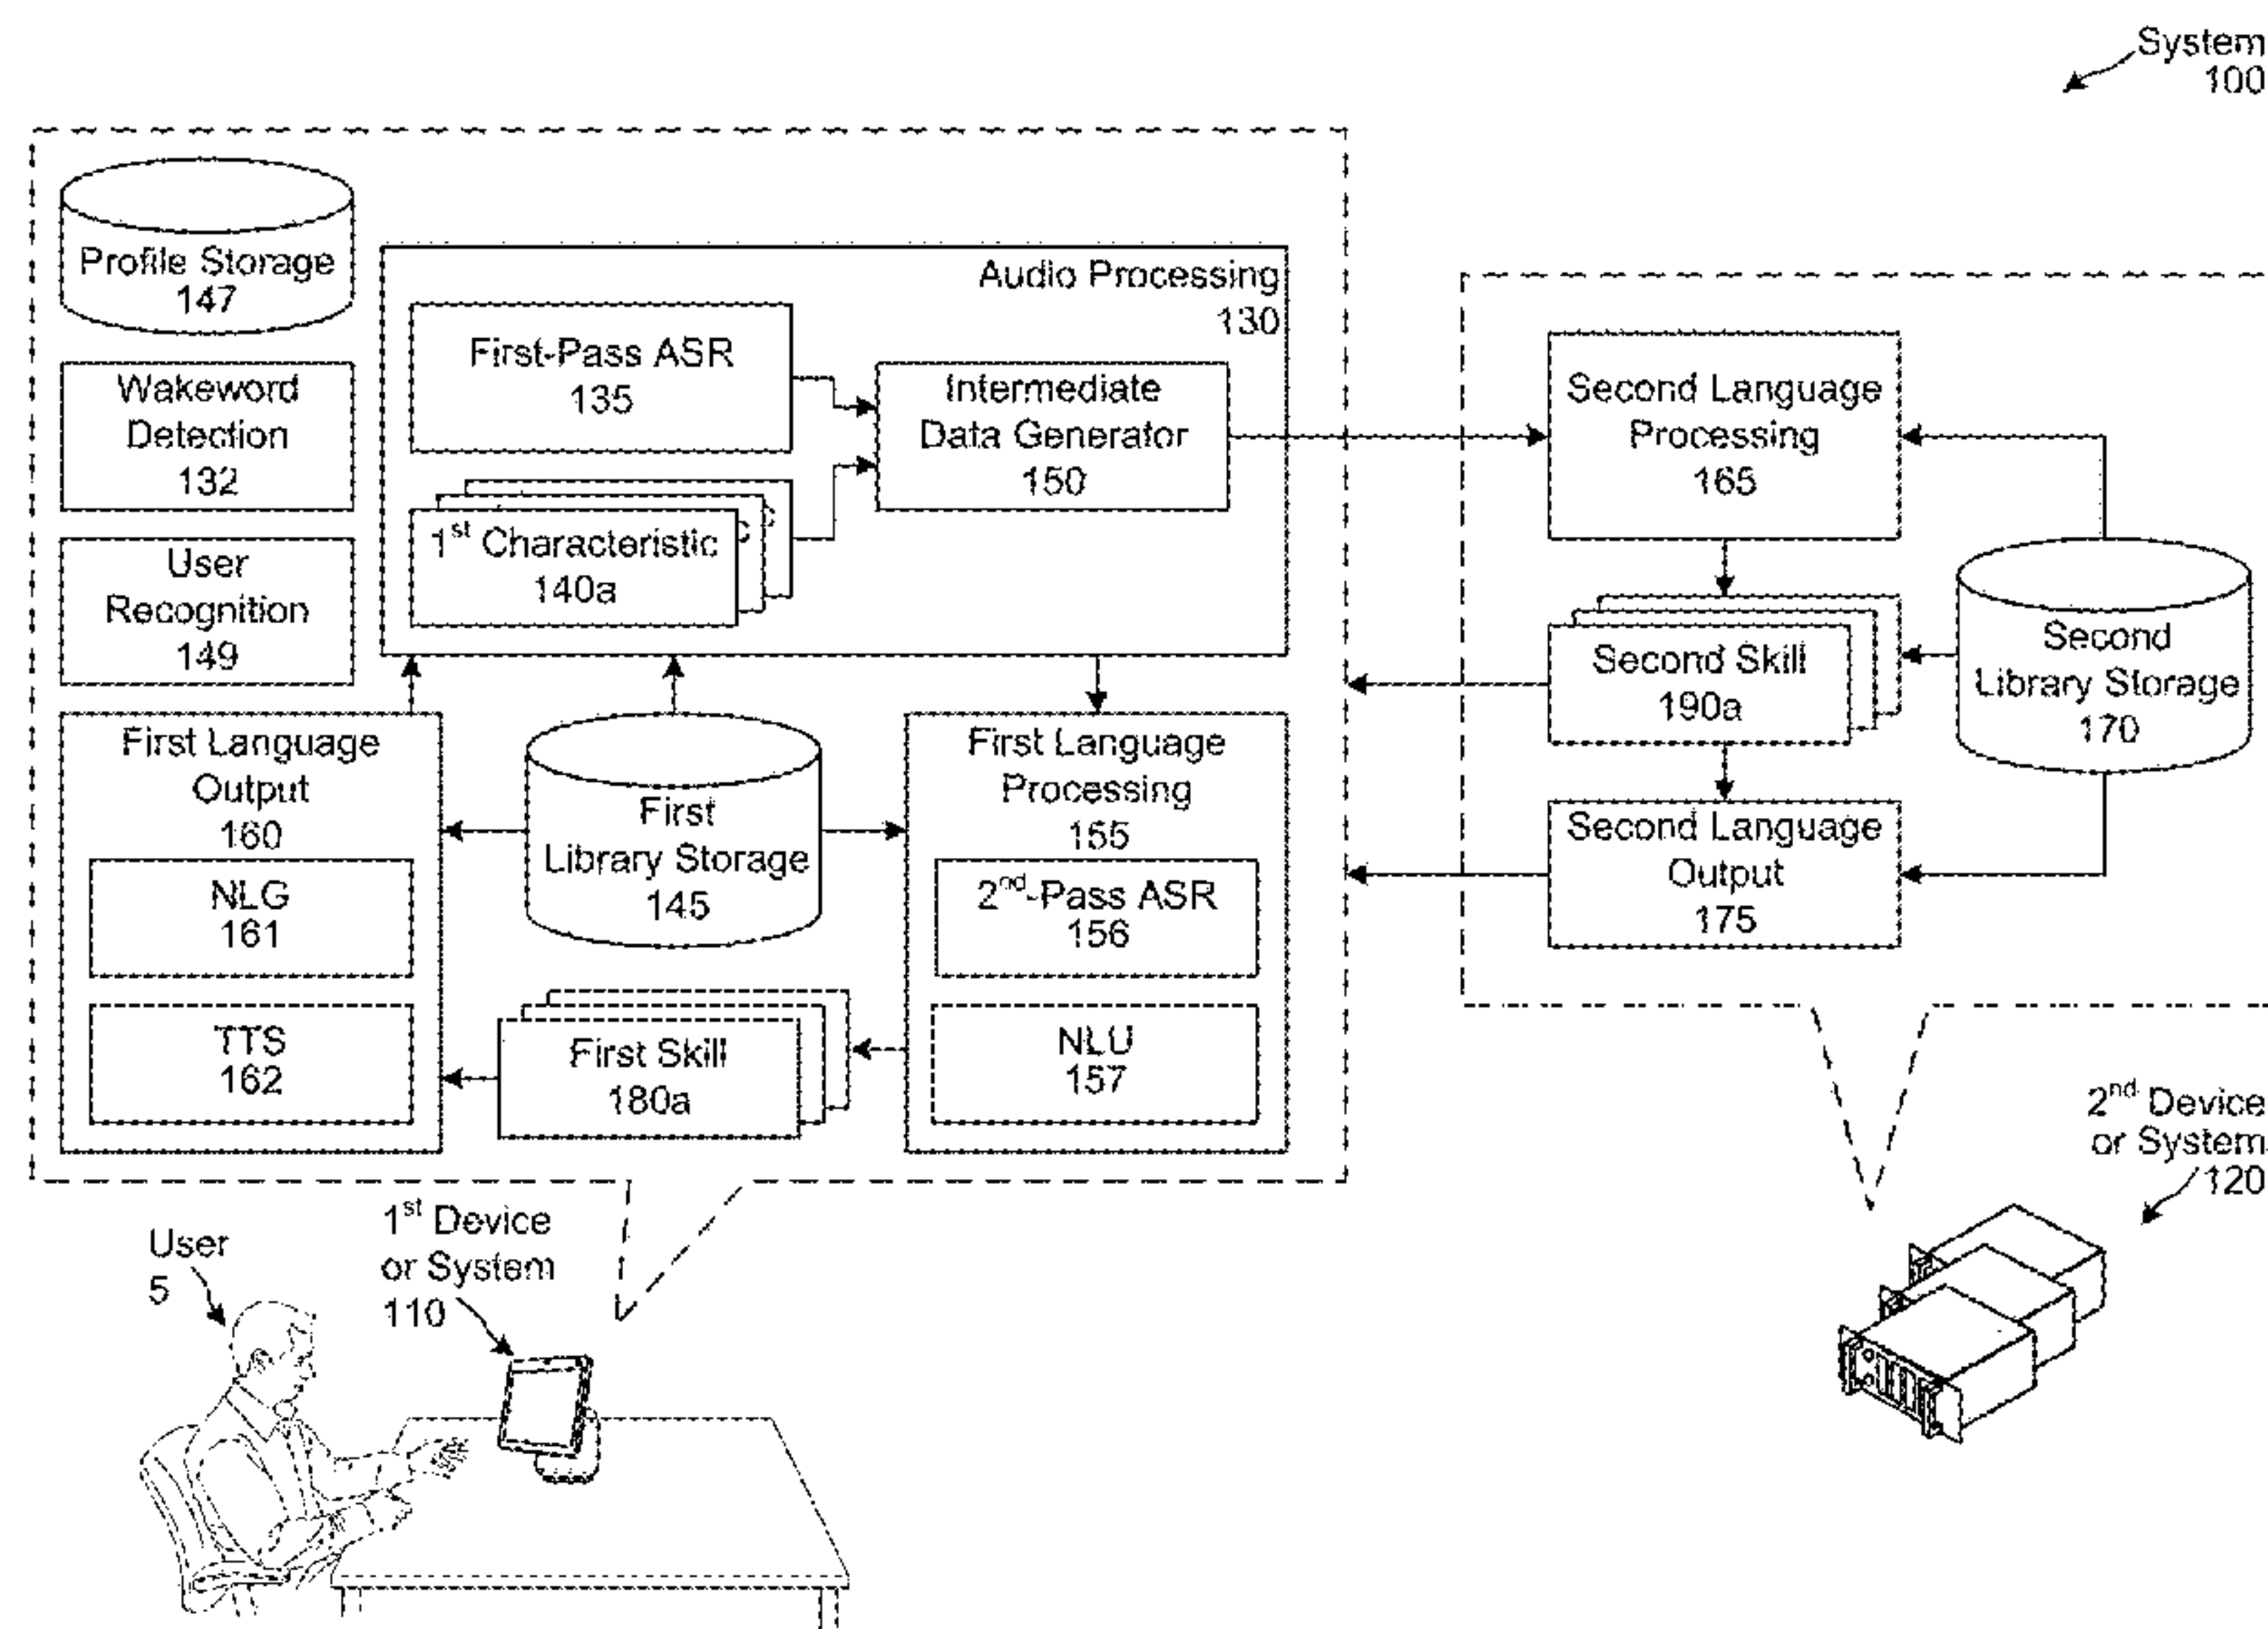 System
100
Profile Storage
147
Audio Processing
130
First-Pass ASR
135
Intermediate
Data Generator
150
Wakeword
Detection
132
1st Characteristic
140a
User
Recognition
149
First Language
Output
160
NLG
161
TTS
162
First
Library Storage
145
First Language
Processing
155
2nd-Pass ASR
156
NLU
157
First Skill
180a
Second Language
Processing
165
Second Skill
190a
Second
Library Storage
170
Second Language
Output
175
User
5
1st Device
or System
110
2nd Device
or System
120